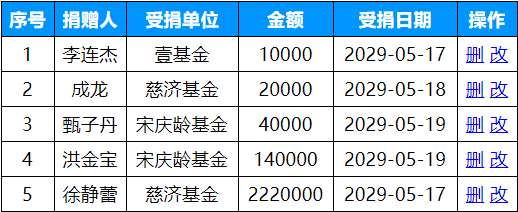 序号 捐赠人 受捐单位 金额 受捐日期 操作
1 李连杰 壹基金 10000 2029-05-17 删 改
2 成龙 慈济基金 20000 2029-05-18 删 改
3 甄子丹 宋庆龄基金 40000 2029-05-19 删 改
4 洪金宝 宋庆龄基金 140000 2029-05-19 删 改
5 徐静蕾 慈济基金 2220000 2029-05-17 删 改